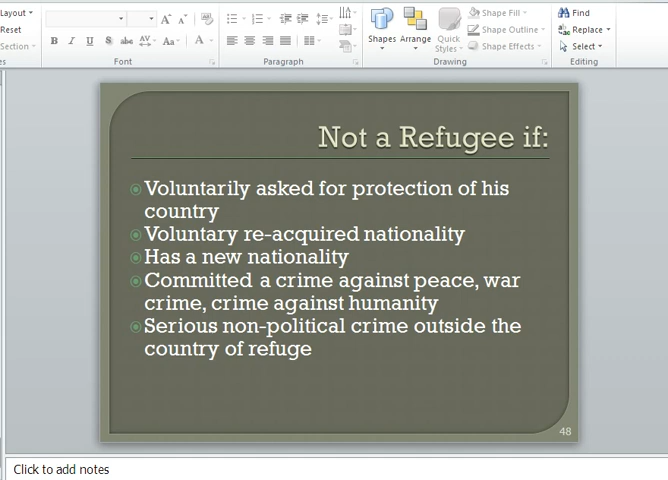 Layout
Reset
Section
A A
B I U S abc AV Aa A
Font
Paragraph
Shapes Arrange Quick Styles
Shape Fill
Shape Outline
Shape Effects
Drawing
Find
Replace
Select
Editing
Not a Refugee if:
Voluntarily asked for protection of his
country
Voluntary re-acquired nationality
Has a new nationality
Committed a crime against peace, war
crime, crime against humanity
Serious non-political crime outside the
country of refuge
48
Click to add notes